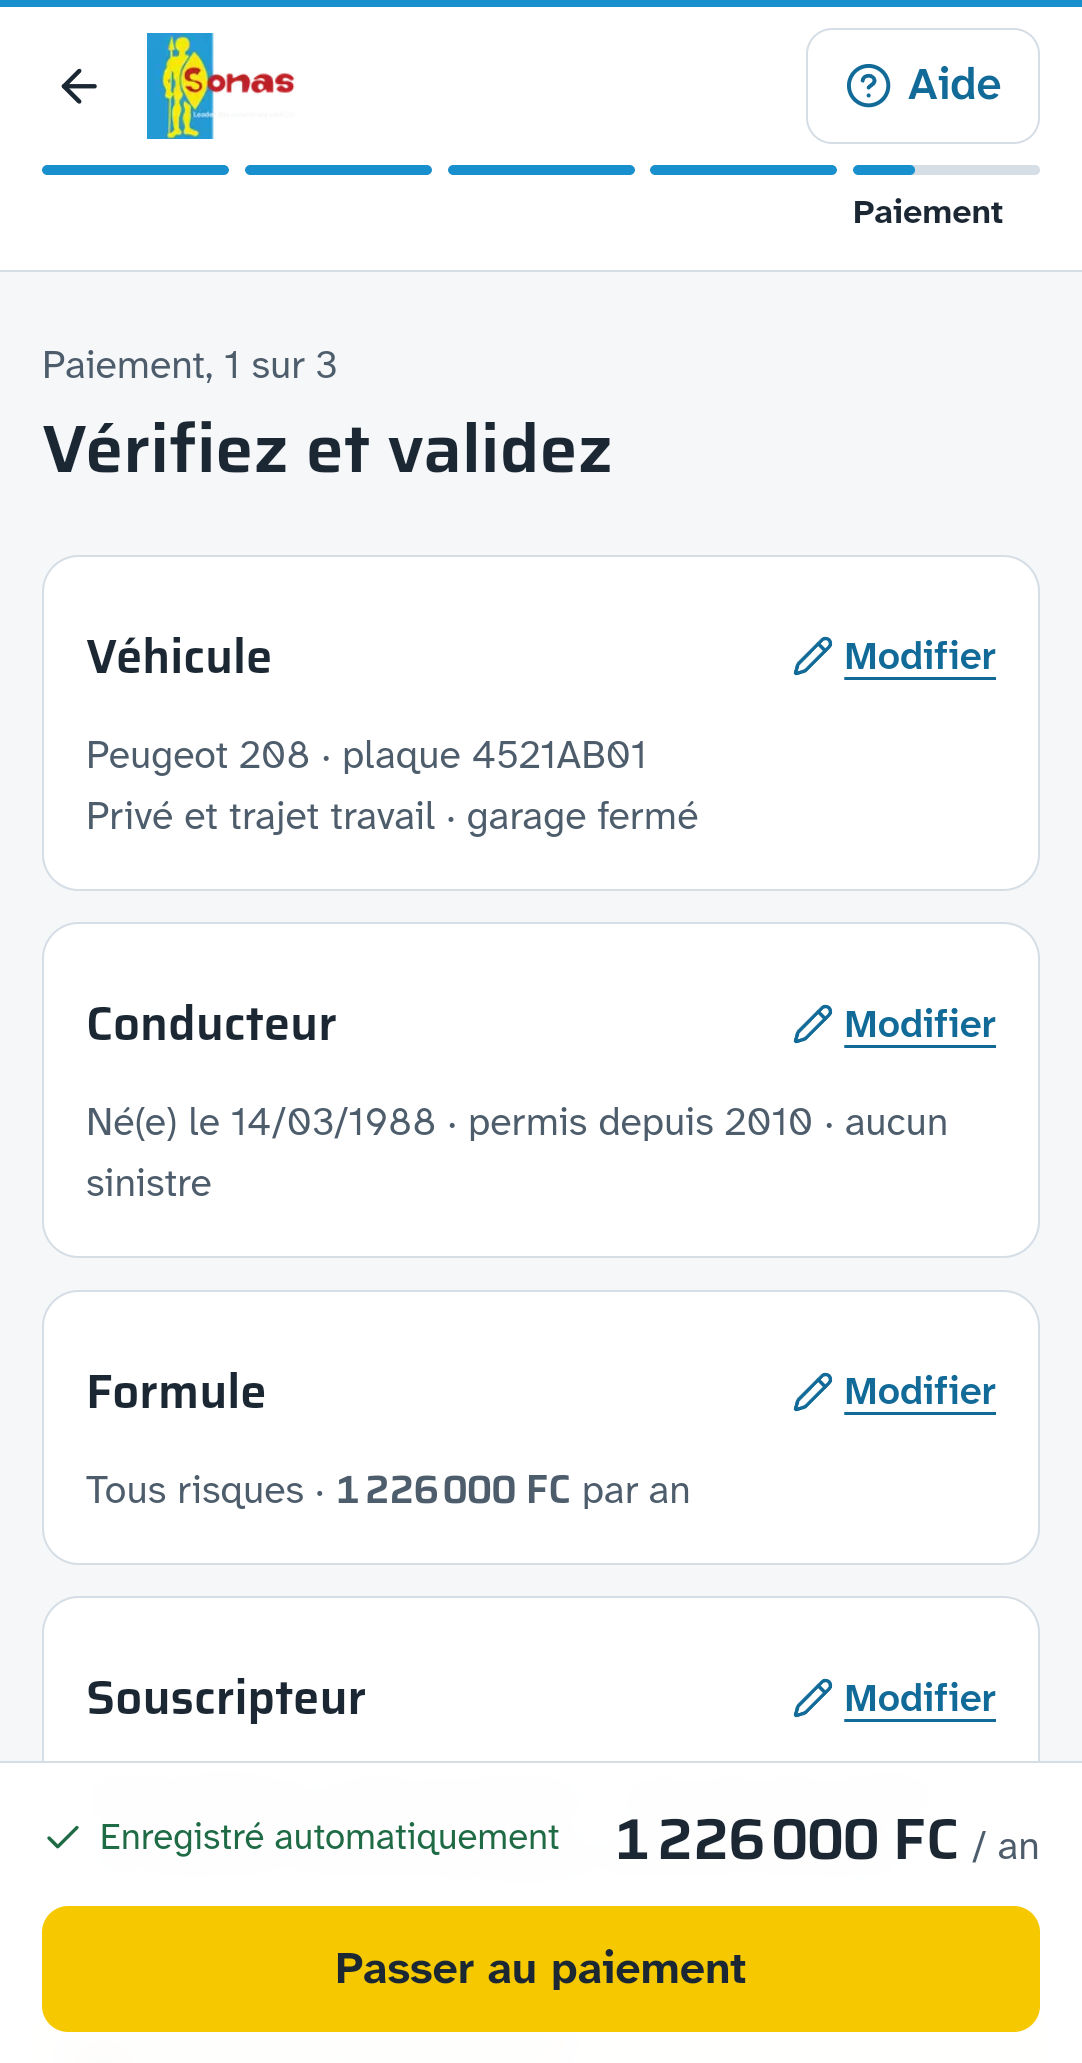 Sonas
Aide
Paiement
Paiement, 1 sur 3
Vérifiez et validez
Véhicule
Modifier
Peugeot 208 · plaque 4521AB01
Privé et trajet travail · garage fermé
Conducteur
Modifier
Né(e) le 14/03/1988 · permis depuis 2010 · aucun
sinistre
Formule
Modifier
Tous risques · 1 226 000 FC par an
Souscripteur
Modifier
Enregistré automatiquement
1 226 000 FC / an
Passer au paiement